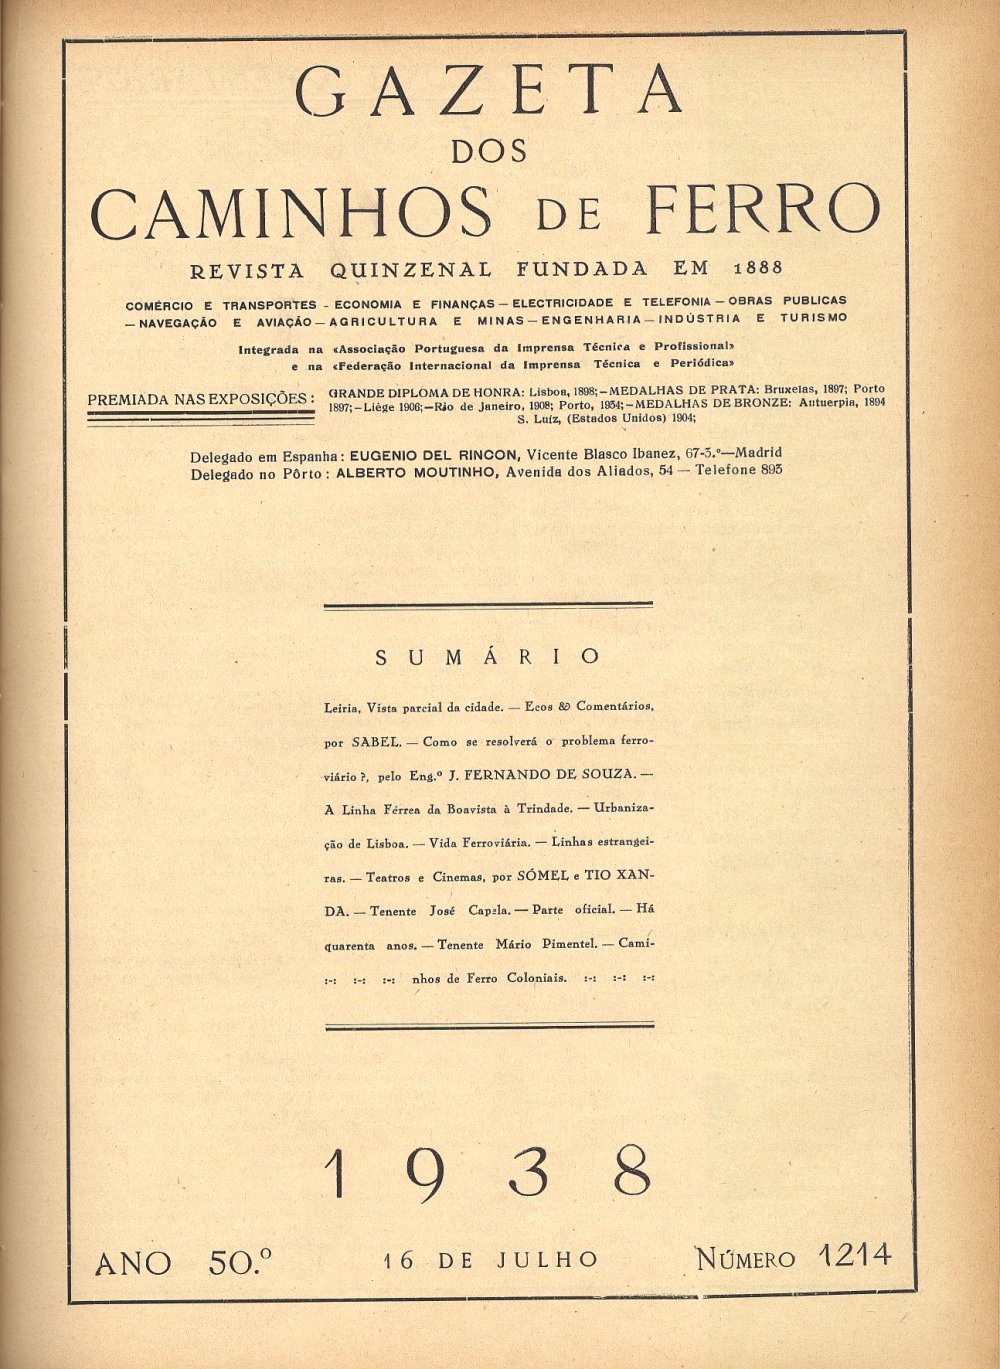 GAZETA
DOS
CAMINHOS DE FERRO
REVISTA QUINZENAL FUNDADA EM 1888
COMÉRCIO E TRANSPORTES - ECONOMIA E FINANÇAS — ELECTRICIDADE E TELEFONIA — OBRAS PUBLICAS
— NAVEGAÇÃO E AVIAÇÃO — AGRICULTURA E MINAS — ENGENHARIA — INDÚSTRIA E TURISMO
Integrada na «Associação Portuguesa da Imprensa Técnica e Profissional»
e na «Federação Internacional da Imprensa Técnica e Periódica»
PREMIADA NAS EXPOSIÇÕES:
GRANDE DIPLOMA DE HONRA: Lisboa, 1898;—MEDALHAS DE PRATA: Bruxelas, 1897; Porto
1897;—Liège 1906;—Rio de Janeiro, 1908; Porto, 1934;—MEDALHAS DE BRONZE: Antuerpia, 1894
S. Luíz, (Estados Unidos) 1904;
Delegado em Espanha: EUGENIO DEL RINCON, Vicente Blasco Ibanez, 67-3.º—Madrid
Delegado no Pôrto: ALBERTO MOUTINHO, Avenida dos Aliados, 54 — Telefone 893
SUMÁRIO
Leiria, Vista parcial da cidade. — Ecos & Comentários,
por SABEL. — Como se resolverá o problema ferro-
viário?, pelo Eng.º J. FERNANDO DE SOUZA. —
A Linha Férrea da Boavista à Trindade. — Urbaniza-
ção de Lisboa. — Vida Ferroviária. — Linhas estrangei-
ras. — Teatros e Cinemas, por SÓMEL e TIO XAN-
DA. — Tenente José Capela. — Parte oficial. — Há
quarenta anos. — Tenente Mário Pimentel. — Cami-
:-: :-: :-: nhos de Ferro Coloniais. :-: :-: :-:
1938
ANO 50.º 16 DE JULHO NÚMERO 1214